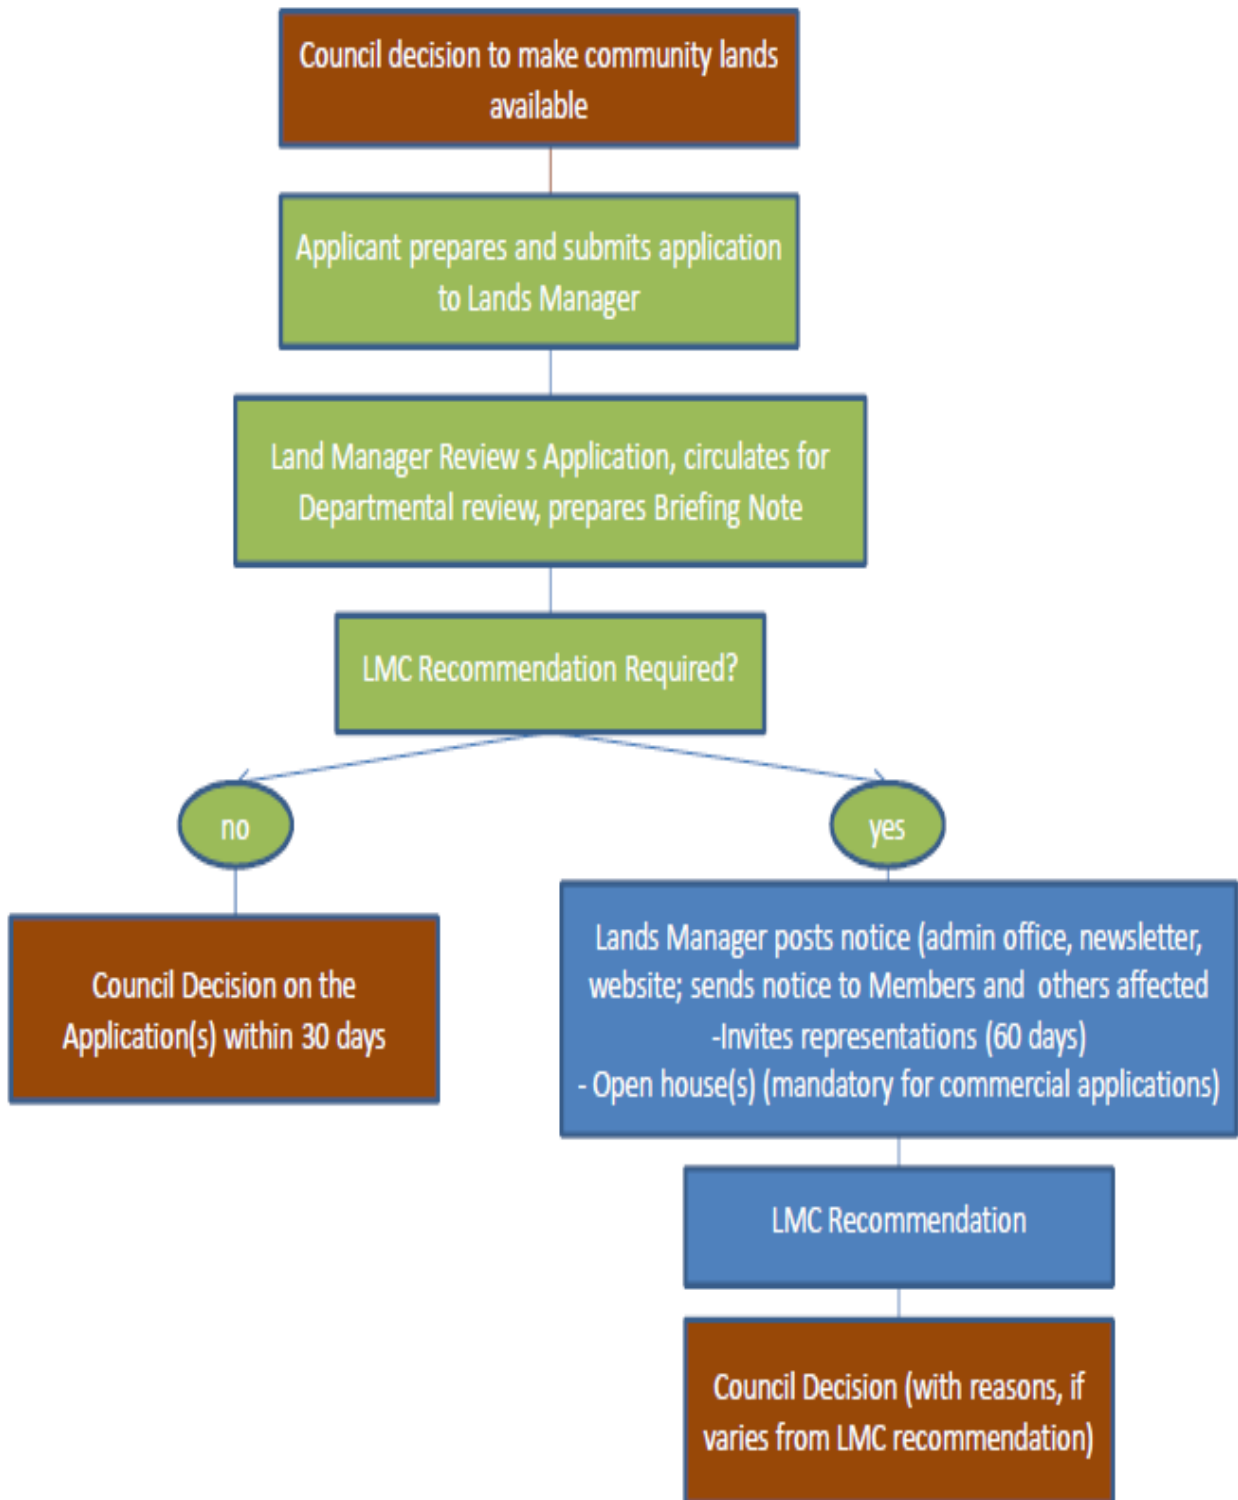 Council decision to make community lands
available
Applicant prepares and submits application
to Lands Manager
Land Manager Review s Application, circulates for
Departmental review, prepares Briefing Note
LMC Recommendation Required?
no
yes
Council Decision on the
Application(s) within 30 days
Lands Manager posts notice (admin office, newsletter,
website; sends notice to Members and others affected
-Invites representations (60 days)
- Open house(s) (mandatory for commercial applications)
LMC Recommendation
Council Decision (with reasons, if
varies from LMC recommendation)